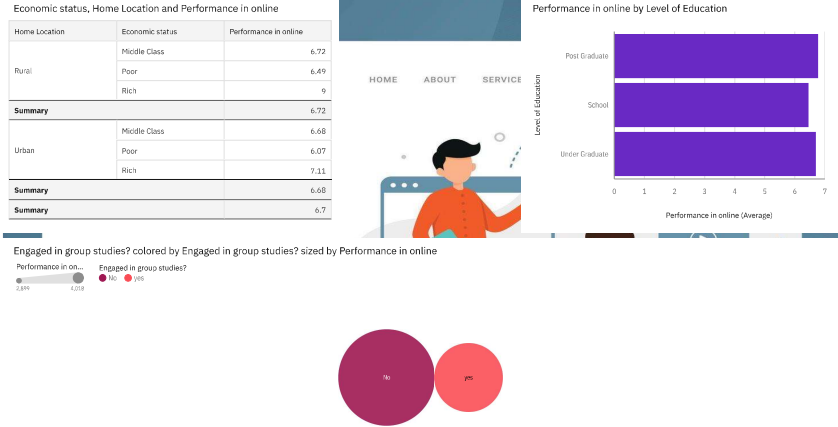 Economic status, Home Location and Performance in online
Home Location Economic status Performance in online
Rural
Middle Class 6.72
Poor 6.49
Rich 9
Summary 6.72
Urban
Middle Class 6.68
Poor 6.07
Rich 7.11
Summary 6.68
Summary 6.7
HOME ABOUT SERVICE
Performance in online by Level of Education
Level of Education
Post Graduate
School
Under Graduate
0 1 2 3 4 5 6 7
Performance in online (Average)
Engaged in group studies? colored by Engaged in group studies? sized by Performance in online
Performance in on... Engaged in group studies?
No yes
No yes